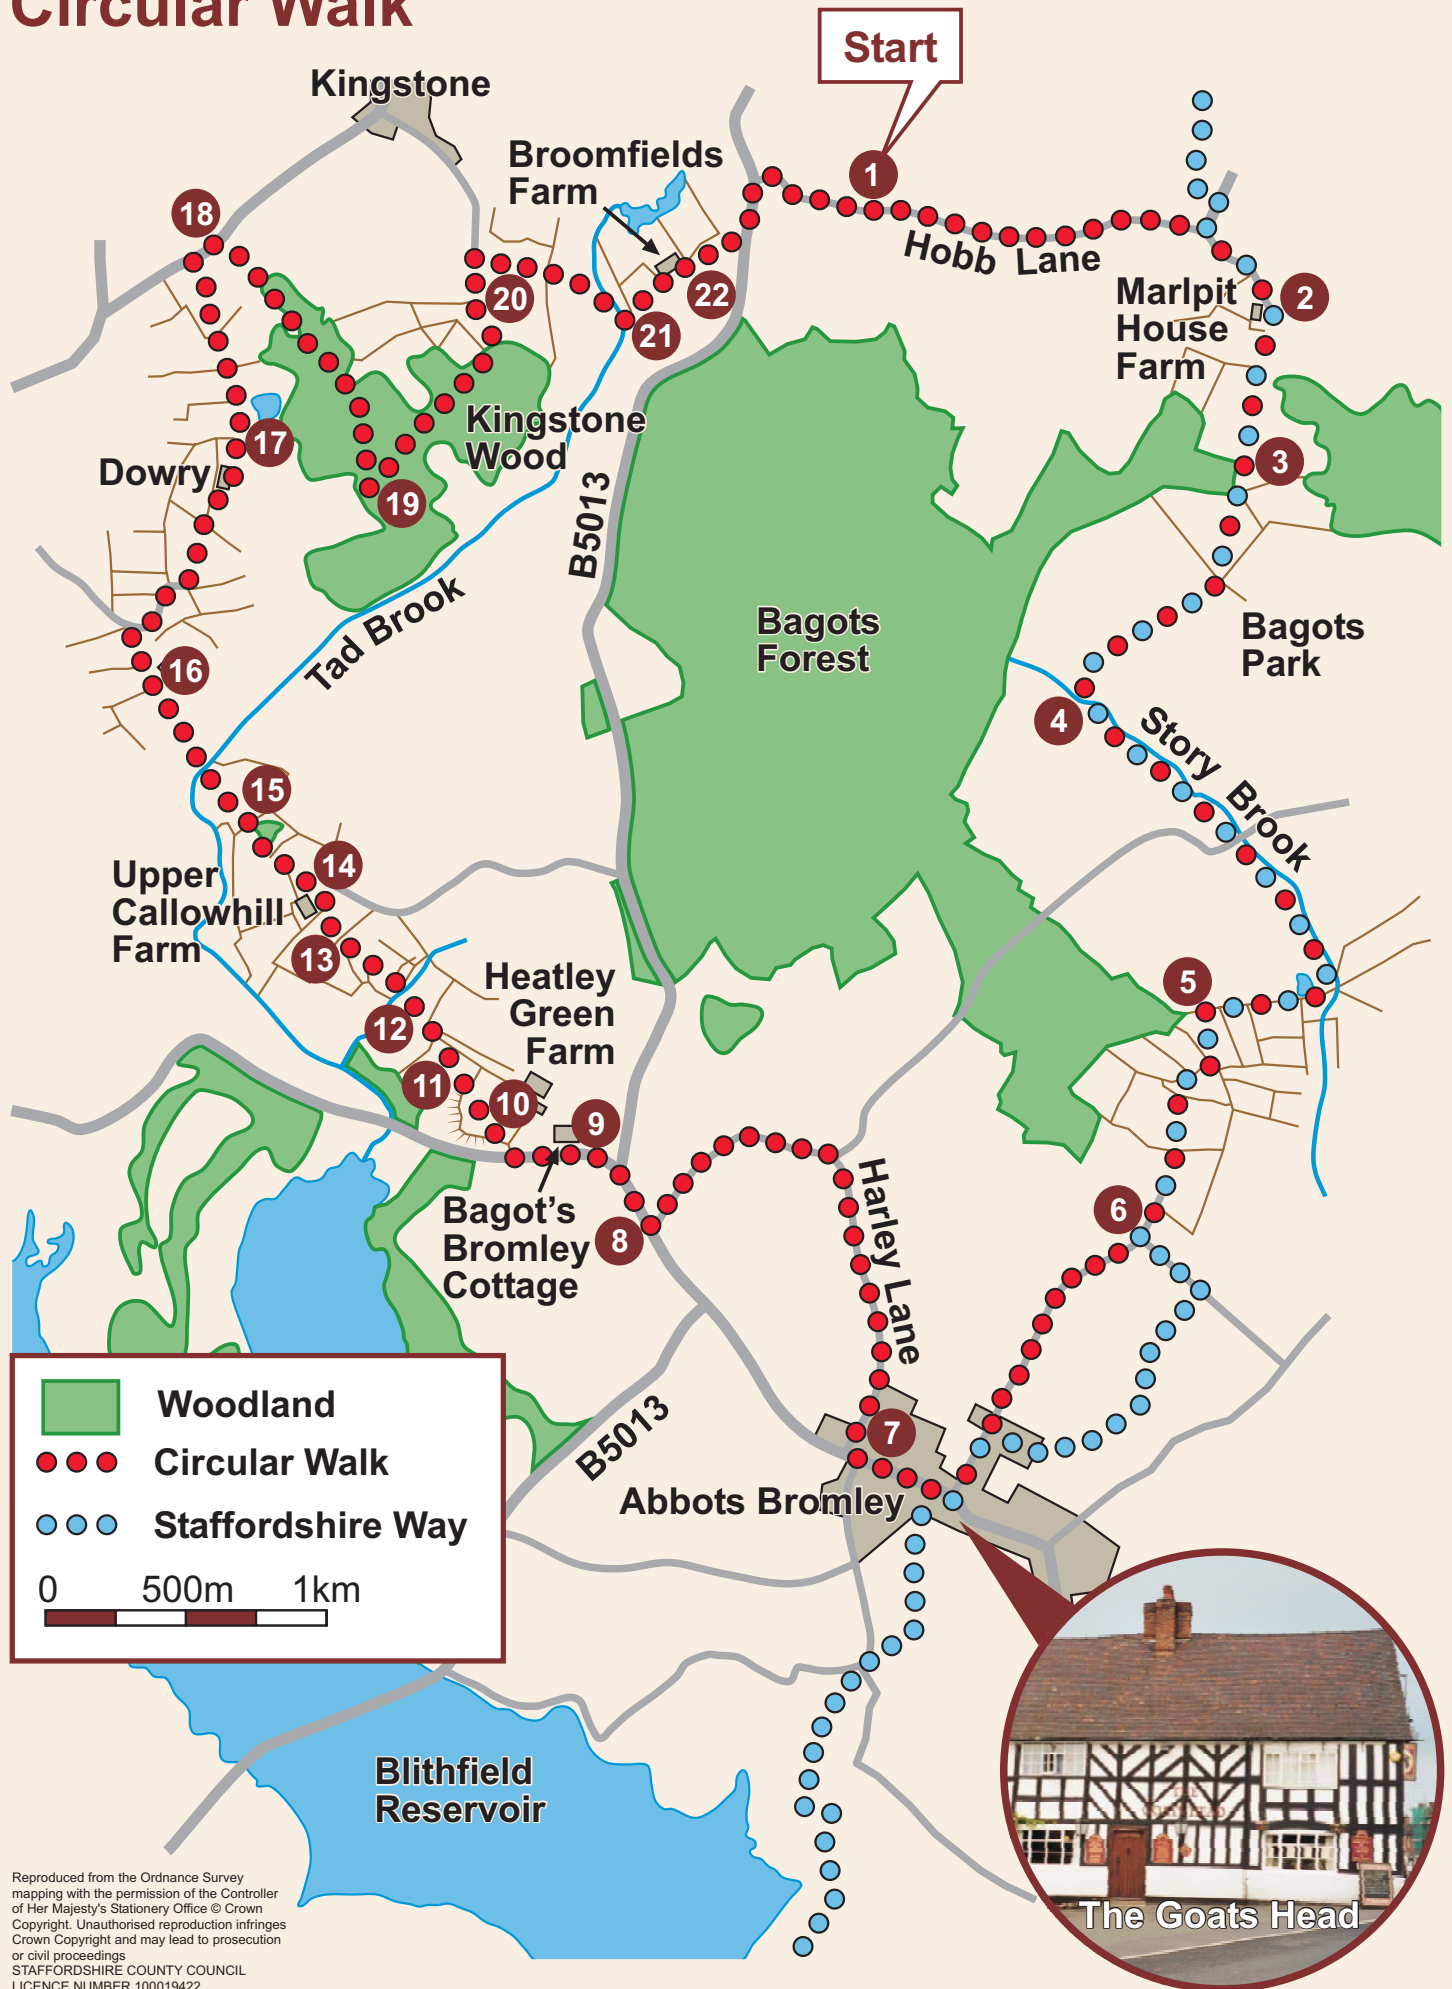 Circular Walk
Start
Kingstone
Broomfields
Farm
1
18
Hobb Lane
20
22
21
Marlpit
House
Farm
2
Kingstone
Wood
17
Dowry
3
19
B5013
Tad Brook
Bagots
Forest
Bagots
Park
16
4
Story Brook
15
14
Upper
Callowhill
Farm
13
Heatley
Green
Farm
5
12
11
10
9
Bagot's
Bromley
Cottage
8
Harley Lane
6
Woodland
Circular Walk
Staffordshire Way
0 500m 1km
B5013
7
Abbots Bromley
Blithfield
Reservoir
The Goats Head
Reproduced from the Ordnance Survey
mapping with the permission of the Controller
of Her Majesty's Stationery Office © Crown
Copyright. Unauthorised reproduction infringes
Crown Copyright and may lead to prosecution
or civil proceedings
STAFFORDSHIRE COUNTY COUNCIL
LICENCE NUMBER 100019422